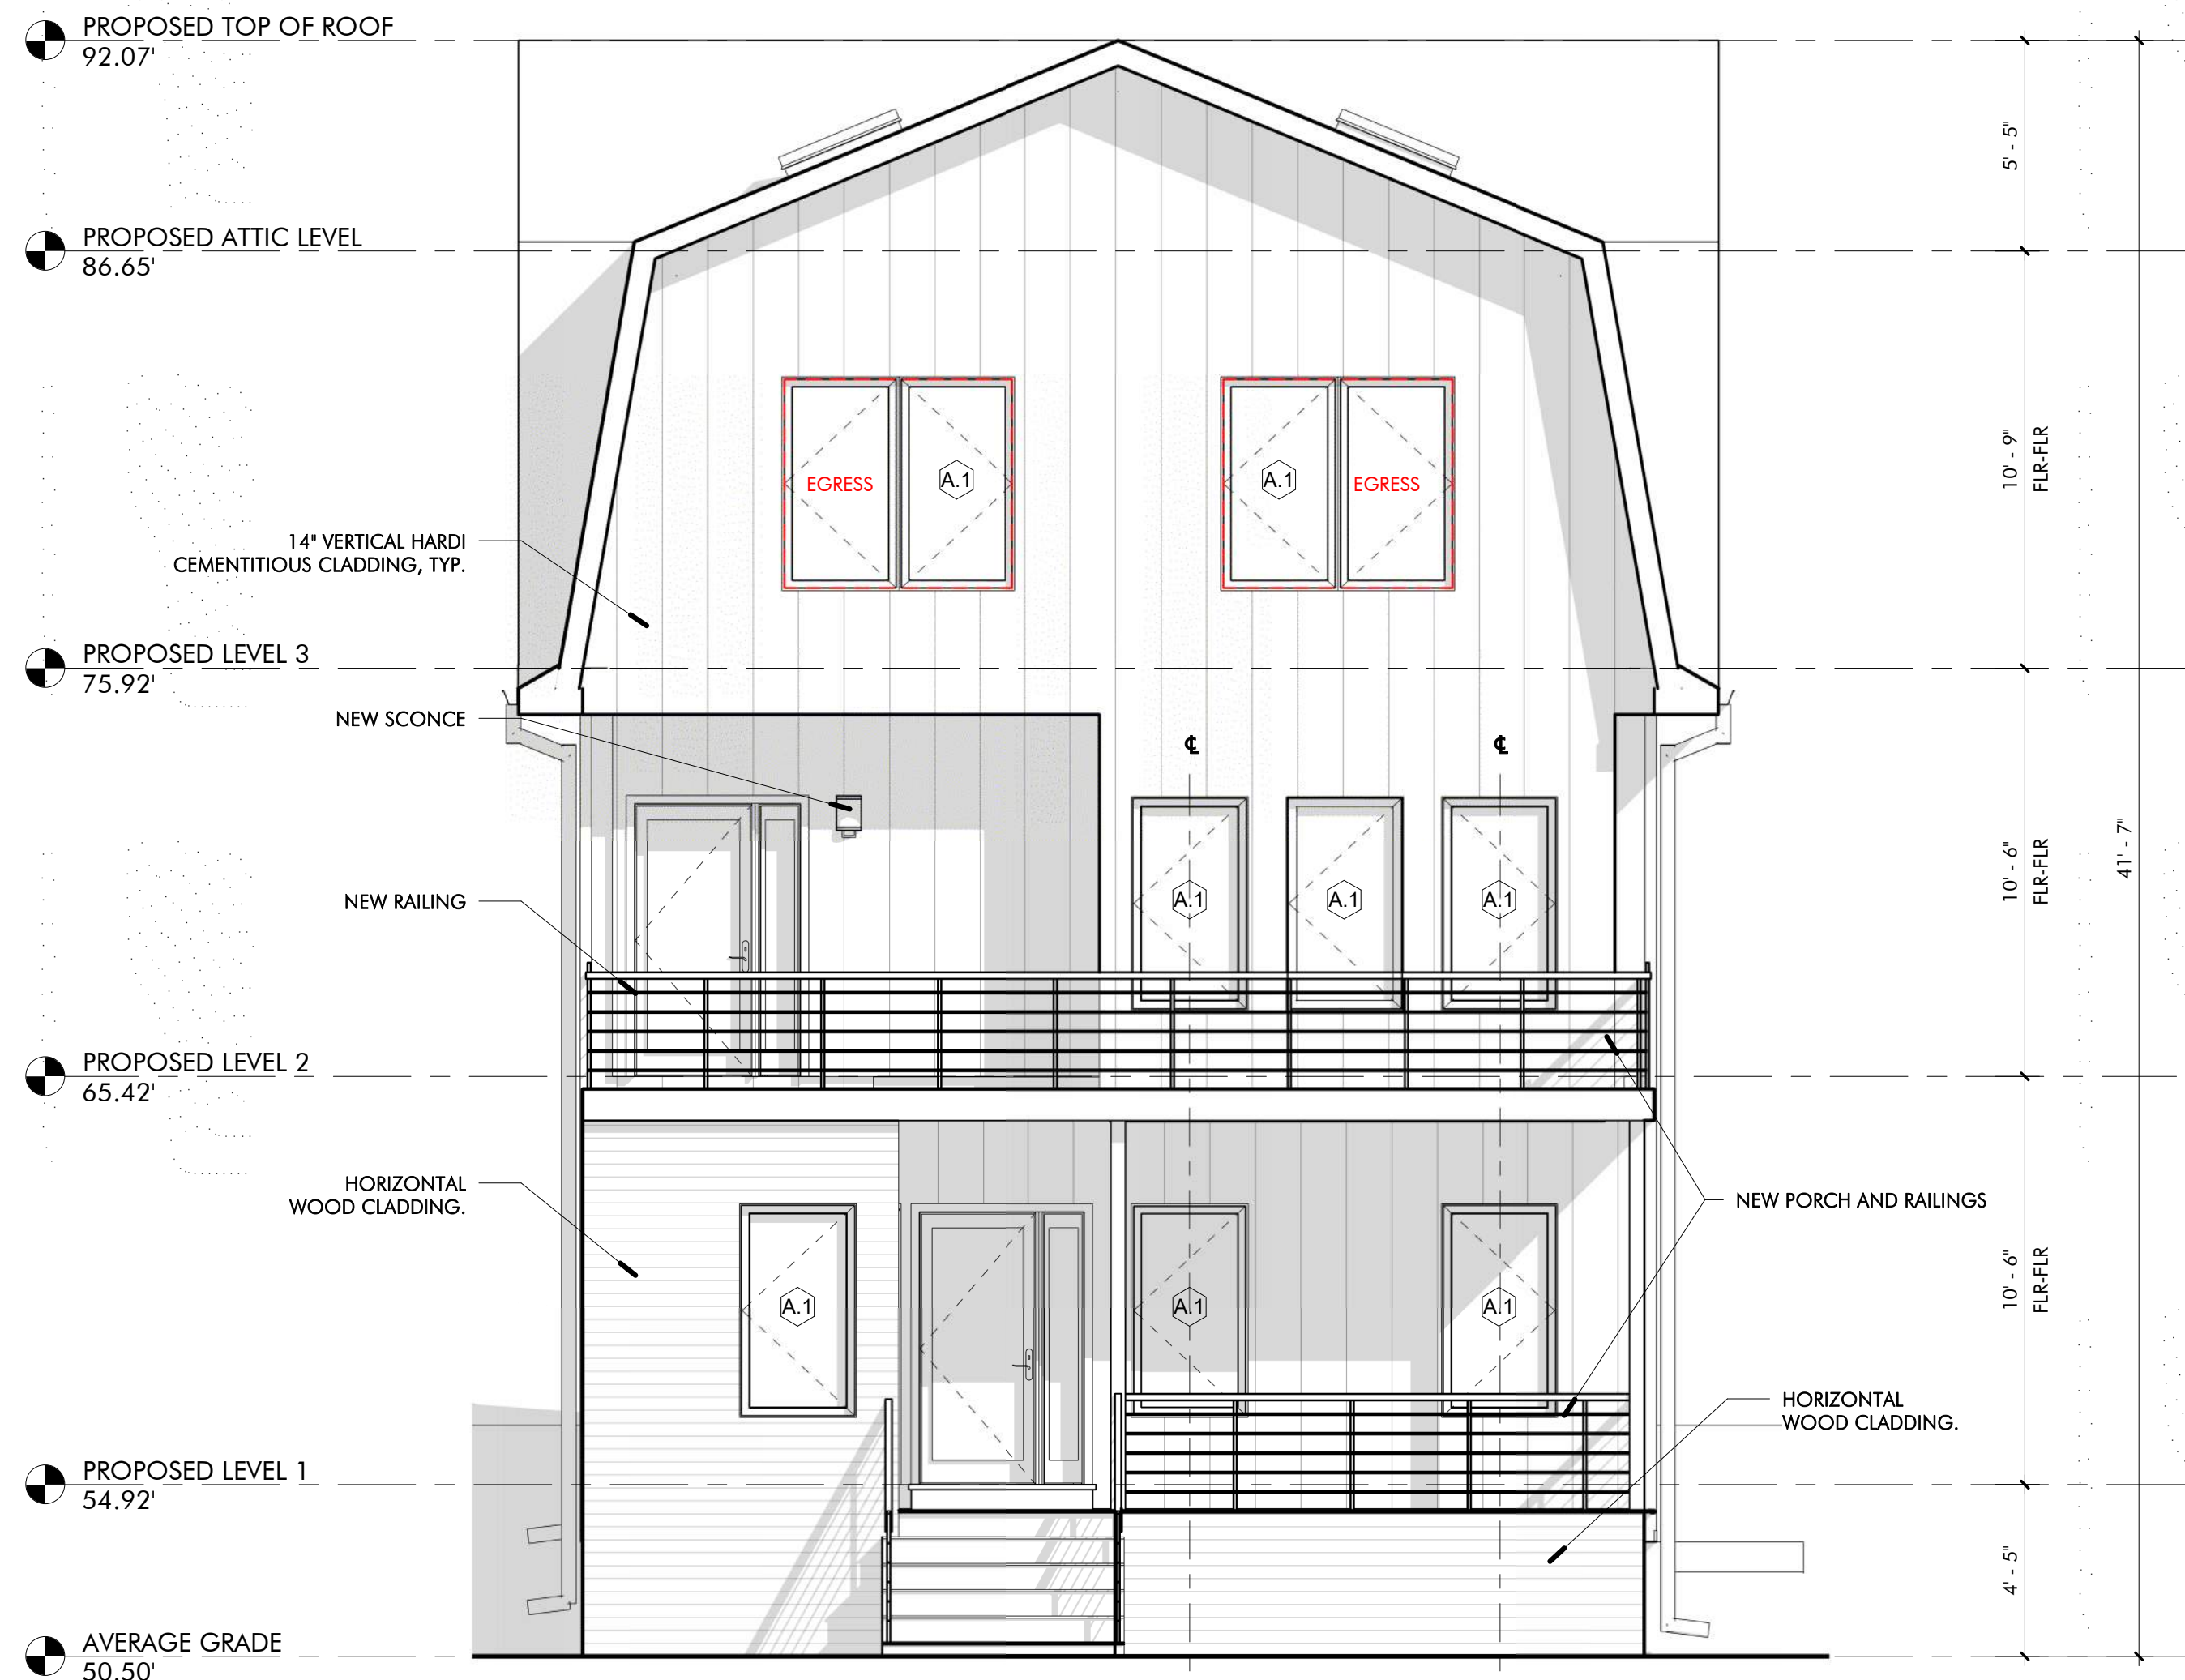 PROPOSED TOP OF ROOF
92.07'
5' - 5"
PROPOSED ATTIC LEVEL
86.65'
10' - 9"
FLR-FLR
EGRESS
A.1
A.1
EGRESS
14" VERTICAL HARDI
CEMENTITIOUS CLADDING, TYP.
PROPOSED LEVEL 3
75.92'
NEW SCONCE
℄
℄
10' - 6"
FLR-FLR
41' - 7"
A.1
A.1
A.1
NEW RAILING
PROPOSED LEVEL 2
65.42'
HORIZONTAL
WOOD CLADDING.
NEW PORCH AND RAILINGS
10' - 6"
FLR-FLR
A.1
A.1
A.1
HORIZONTAL
WOOD CLADDING.
PROPOSED LEVEL 1
54.92'
4' - 5"
AVERAGE GRADE
50.50'